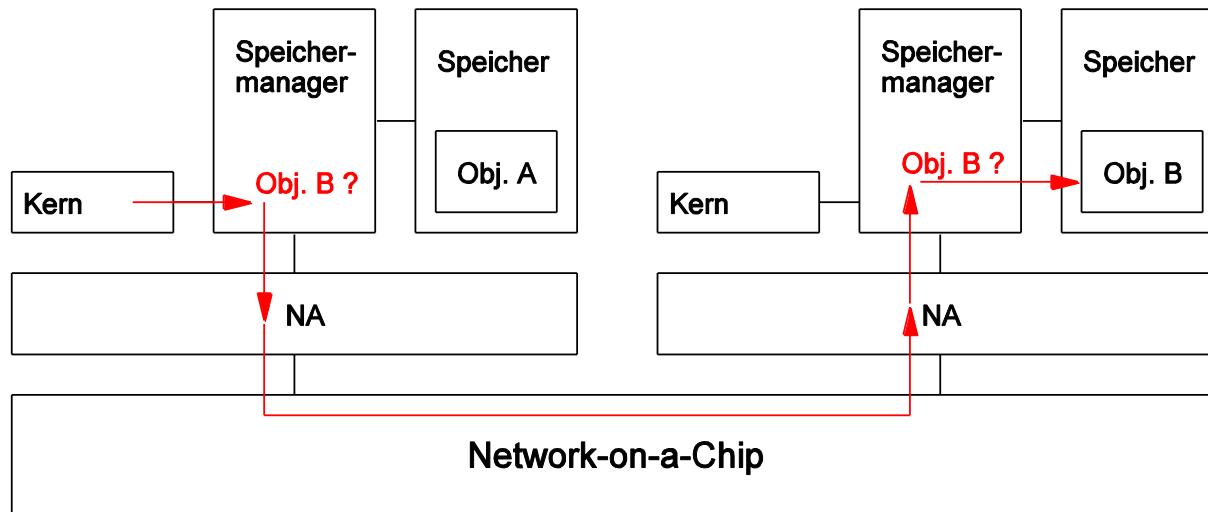 Speicher-
manager
Speicher
Obj. B ?
Obj. A
Kern
NA
Speicher-
manager
Speicher
Obj. B ?
Obj. B
Kern
NA
Network-on-a-Chip